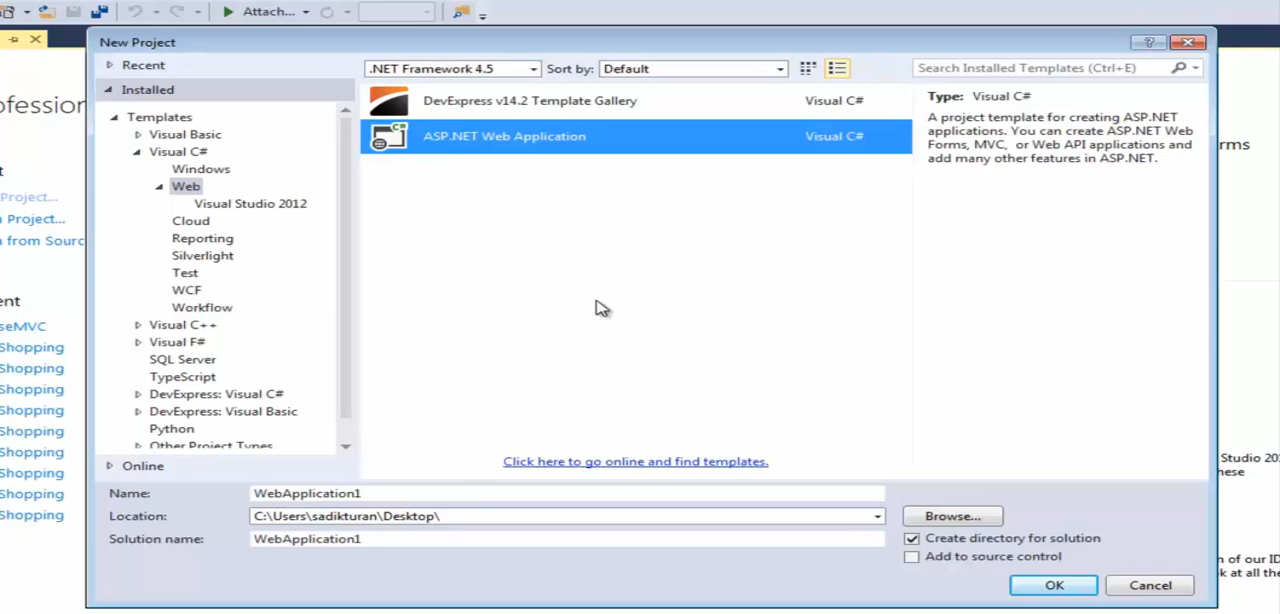 Attach...
New Project
Recent
.NET Framework 4.5
Sort by: Default
Search Installed Templates (Ctrl+E)
Installed
Templates
Visual Basic
Visual C#
Windows
Web
Visual Studio 2012
Cloud
Reporting
Silverlight
Test
WCF
Workflow
Visual C++
Visual F#
SQL Server
TypeScript
DevExpress: Visual C#
DevExpress: Visual Basic
Python
Other Project Types
Online
DevExpress v14.2 Template Gallery Visual C#
ASP.NET Web Application Visual C#
Click here to go online and find templates.
Type: Visual C#
A project template for creating ASP.NET
applications. You can create ASP.NET Web
Forms, MVC, or Web API applications and
add many other features in ASP.NET.
Name: WebApplication1
Location: C:\Users\sadikturan\Desktop\
Browse...
Solution name: WebApplication1
Create directory for solution
Add to source control
OK
Cancel
ofession
t
Project...
Project...
from Sourc
ent
seMVC
Shopping
Shopping
Shopping
Shopping
Shopping
Shopping
Shopping
Shopping
Shopping
rms
Studio 20
hese
n of our ID
k at all the